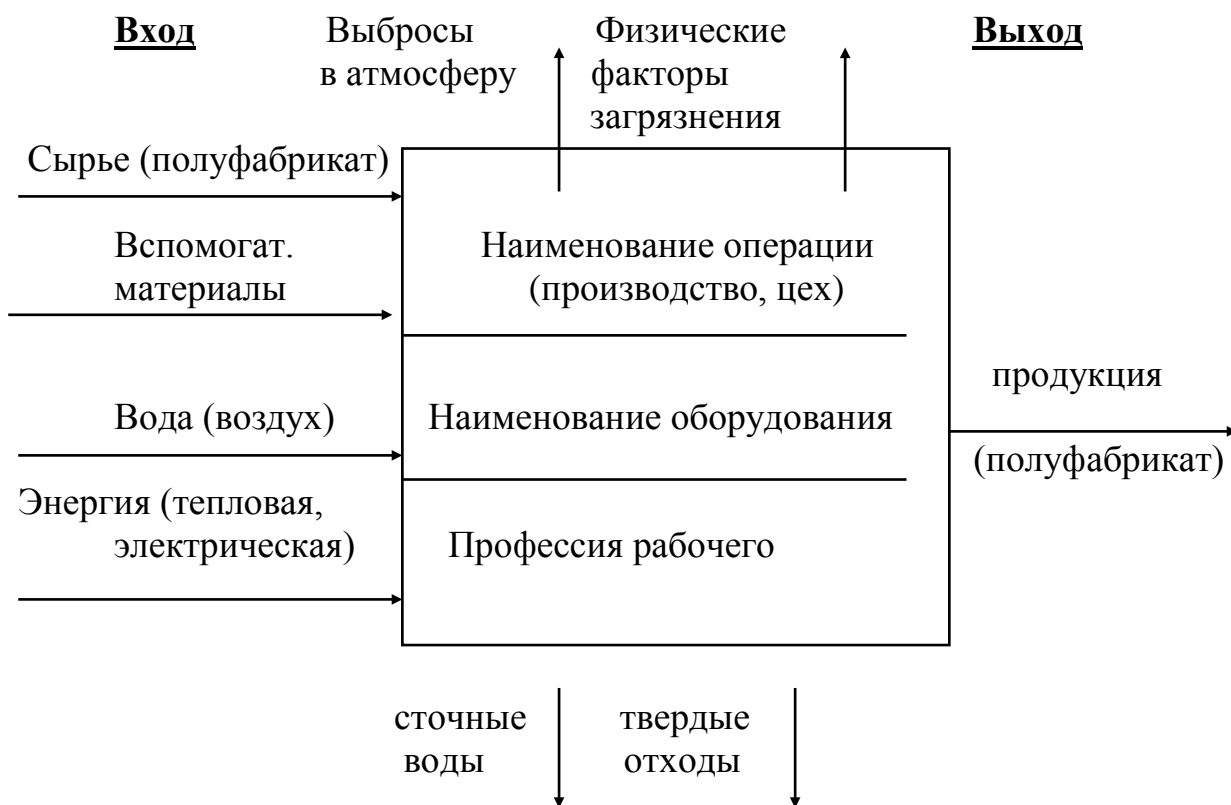 Вход
Выбросы
в атмосферу
Физические
факторы
загрязнения
Выход
Сырье (полуфабрикат)
Вспомогат.
материалы
Наименование операции
(производство, цех)
Вода (воздух)
Наименование оборудования
продукция
(полуфабрикат)
Энергия (тепловая,
электрическая)
Профессия рабочего
сточные
воды
твердые
отходы